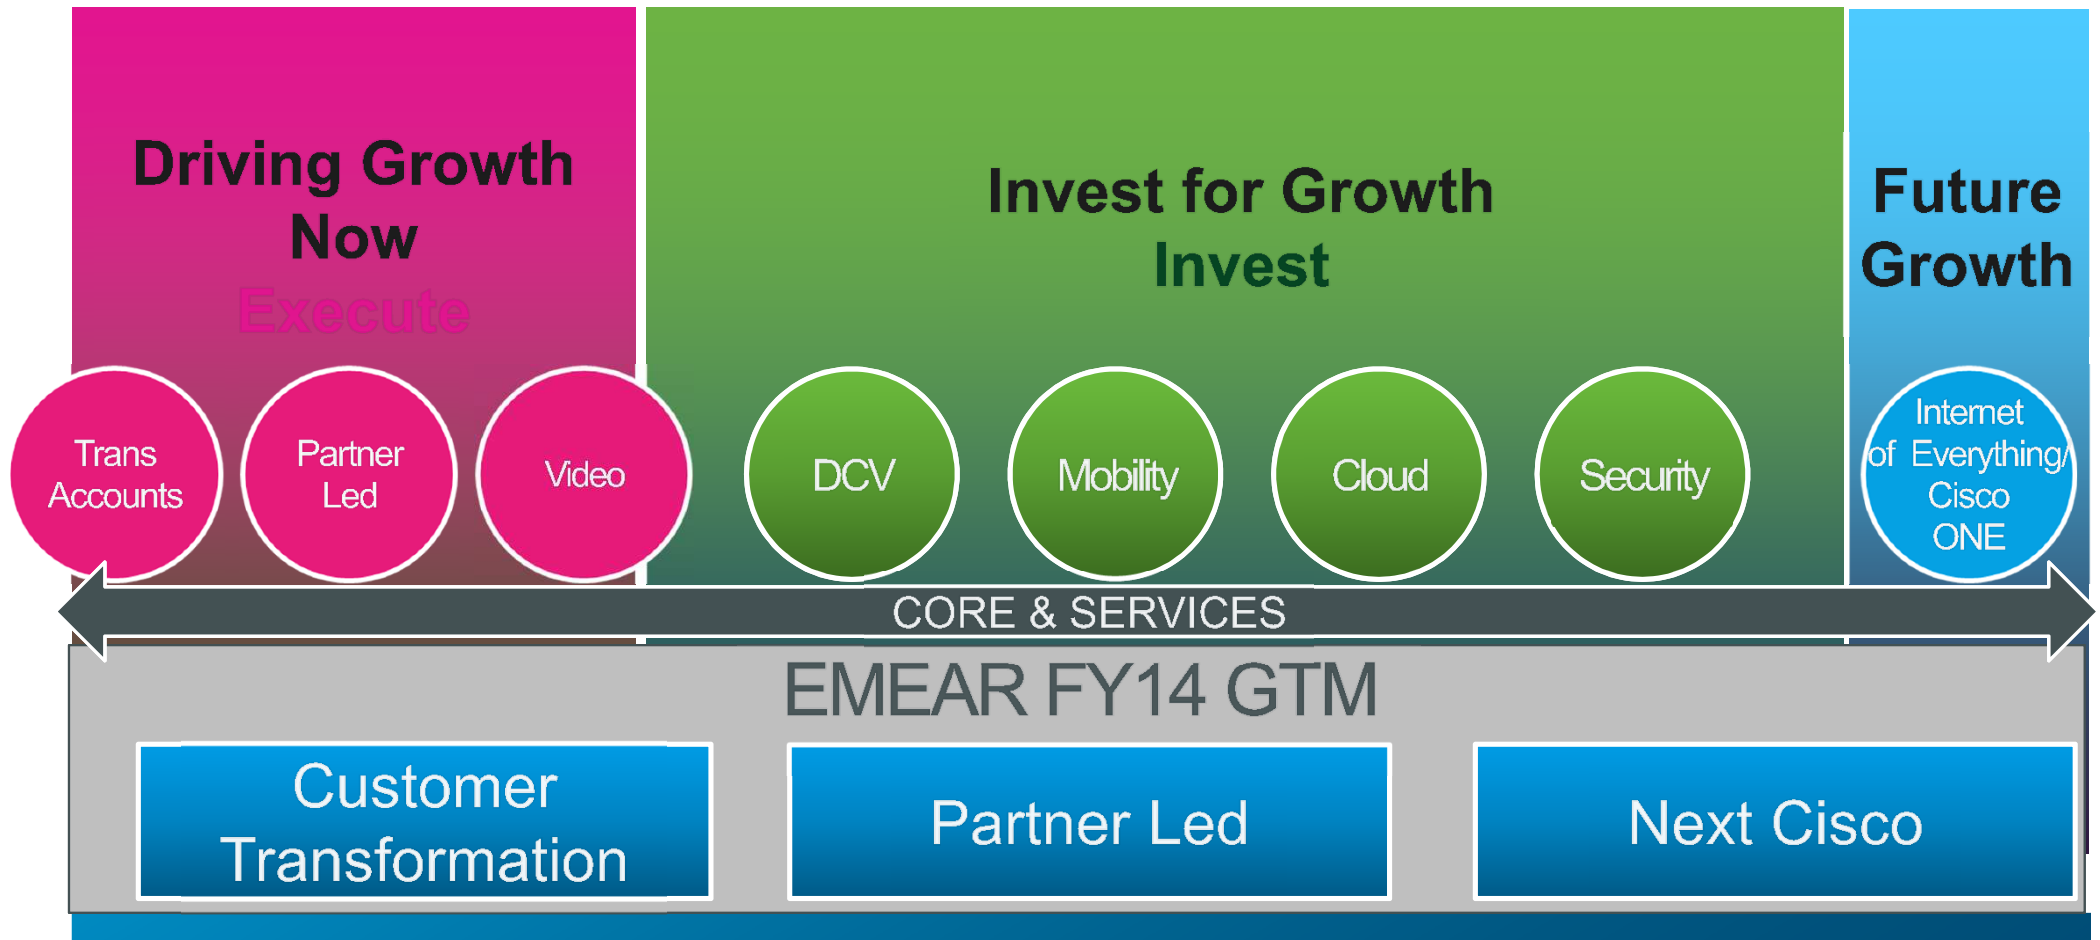 Driving Growth
Now
Execute
Invest for Growth
Invest
Future
Growth
Trans
Accounts
Partner
Led
Video
DCV
Mobility
Cloud
Security
Internet
of Everything/
Cisco
ONE
CORE & SERVICES
EMEAR FY14 GTM
Customer
Transformation
Partner Led
Next Cisco